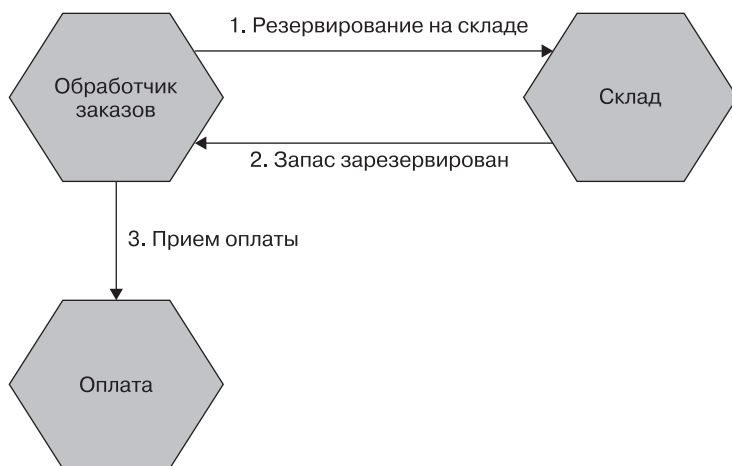 1. Резервирование на складе
Обработчик
заказов
Склад
2. Запас зарезервирован
3. Прием оплаты
Оплата